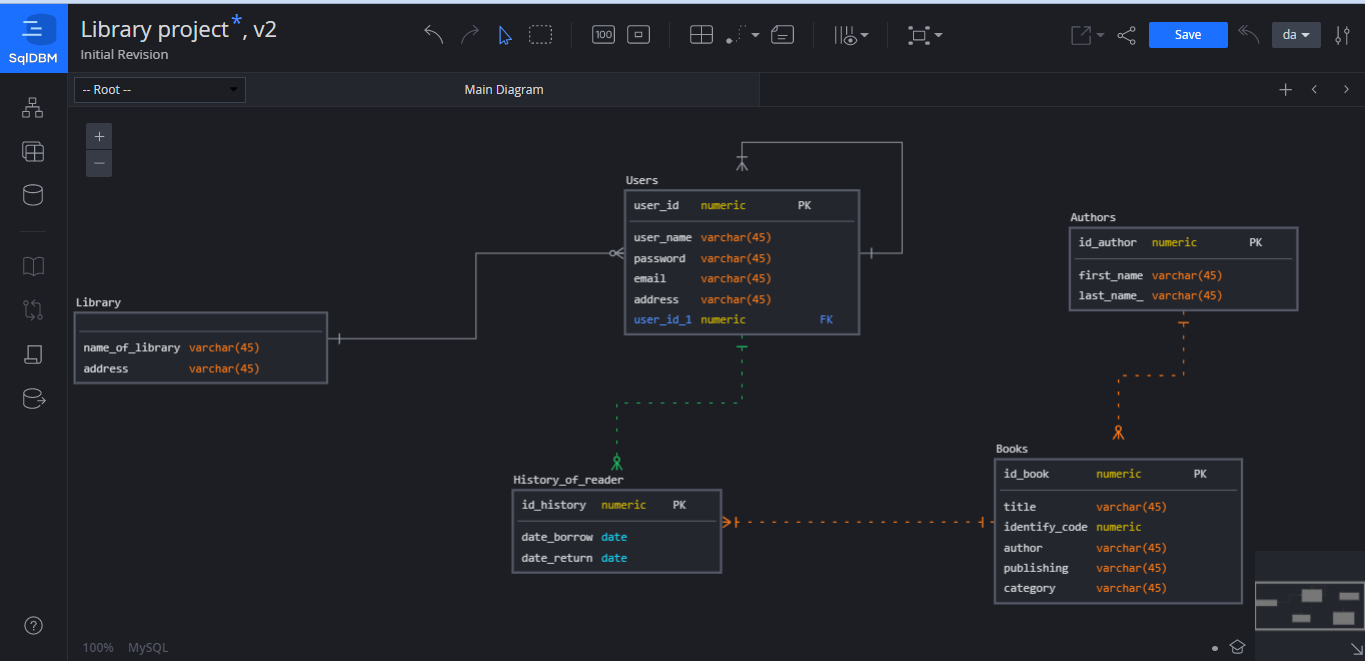 SqlDBM
Library project*, v2
Initial Revision
100
Save
da
-- Root --
Main Diagram
Users
user_id numeric PK
user_name varchar(45)
password varchar(45)
email varchar(45)
address varchar(45)
user_id_1 numeric FK
Authors
id_author numeric PK
first_name varchar(45)
last_name_ varchar(45)
Library
name_of_library varchar(45)
address varchar(45)
Books
id_book numeric PK
title varchar(45)
identify_code numeric
author varchar(45)
publishing varchar(45)
category varchar(45)
History_of_reader
id_history numeric PK
date_borrow date
date_return date
100% MySQL